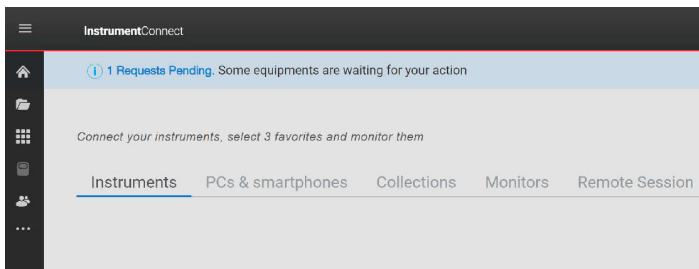 InstrumentConnect
1 Requests Pending. Some equipments are waiting for your action
Connect your instruments, select 3 favorites and monitor them
Instruments PCs & smartphones Collections Monitors Remote Session